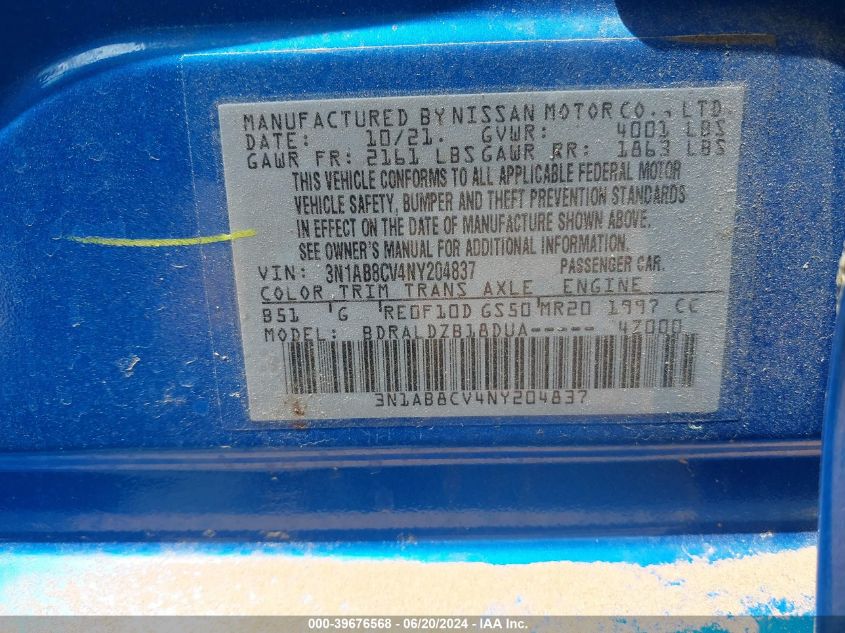 MANUFACTURED BY NISSAN MOTOR CO., LTD.
DATE: 10/21. GVWR: 4001 LBS
GAWR FR: 2161 LBS GAWR RR: 1863 LBS
THIS VEHICLE CONFORMS TO ALL APPLICABLE FEDERAL MOTOR
VEHICLE SAFETY, BUMPER AND THEFT PREVENTION STANDARDS
IN EFFECT ON THE DATE OF MANUFACTURE SHOWN ABOVE.
SEE OWNER'S MANUAL FOR ADDITIONAL INFORMATION.
VIN: 3N1AB8CV4NY204837 PASSENGER CAR.
COLOR TRIM TRANS AXLE ENGINE
B51 G RE0F10D GS50 MR20 1997 CC
MODEL: BDRALDZB18DUA----- 4Z000
3N1AB8CV4NY204837
000-39676568 | 06/20/2024 - IAA Inc.